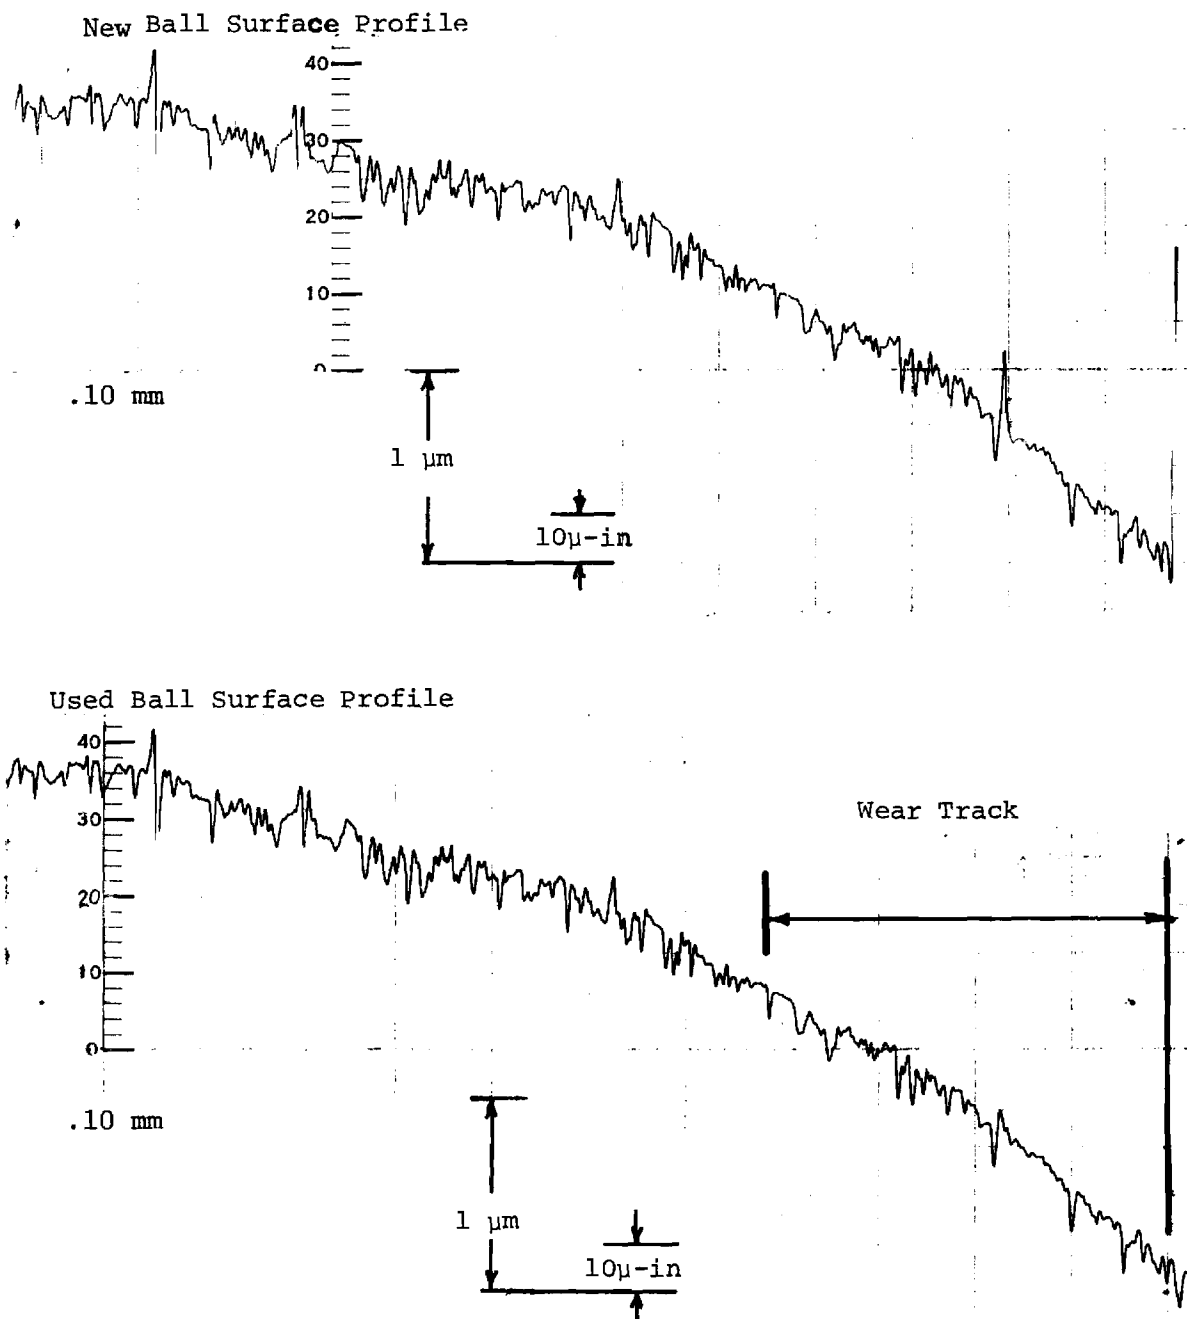 New Ball Surface Profile
40
30
20
10
0
.10 mm
1 μm
10μ-in
Used Ball Surface Profile
40
30
20
10
0
Wear Track
.10 mm
1 μm
10μ-in